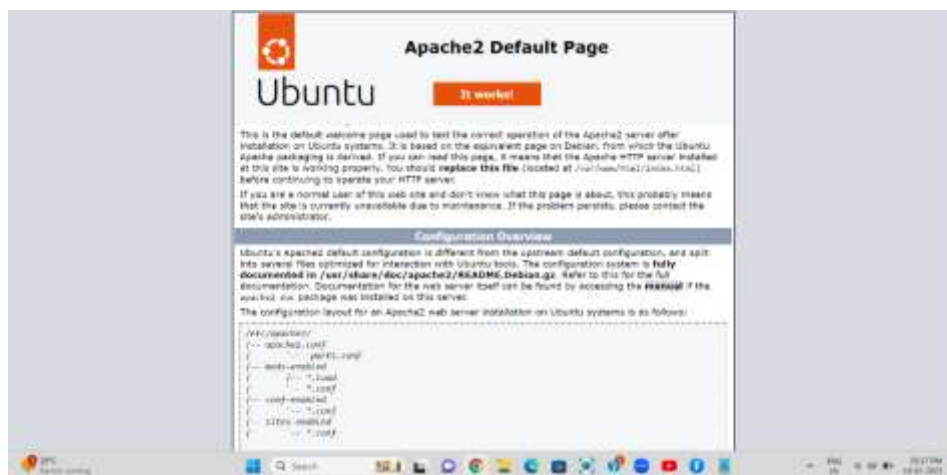 Apache2 Default Page
Ubuntu
It works!
This is the default welcome page used to test the correct operation of the Apache2 server after
installation on Ubuntu systems. It is based on the equivalent page on Debian, from which the Ubuntu
Apache packaging is derived. If you can read this page, it means that the Apache HTTP server installed
at this site is working properly. You should replace this file (located at /var/www/html/index.html)
before continuing to operate your HTTP server.
If you are a normal user of this web site and don't know what this page is about, this probably means
that the site is currently unavailable due to maintenance. If the problem persists, please contact the
site's administrator.
Configuration Overview
Ubuntu's Apache2 default configuration is different from the upstream default configuration, and split
into several files optimized for interaction with Ubuntu tools. The configuration system is fully
documented in /usr/share/doc/apache2/README.Debian.gz. Refer to this for the full
documentation. Documentation for the web server itself can be found by accessing the manual if the
apache2-doc package was installed on this server.
The configuration layout for an Apache2 web server installation on Ubuntu systems is as follows:
/etc/apache2/
|-- apache2.conf
|       `-- ports.conf
|-- mods-enabled
|       |-- *.load
|       `-- *.conf
|-- conf-enabled
|       `-- *.conf
|-- sites-enabled
|       `-- *.conf
Search
ENG